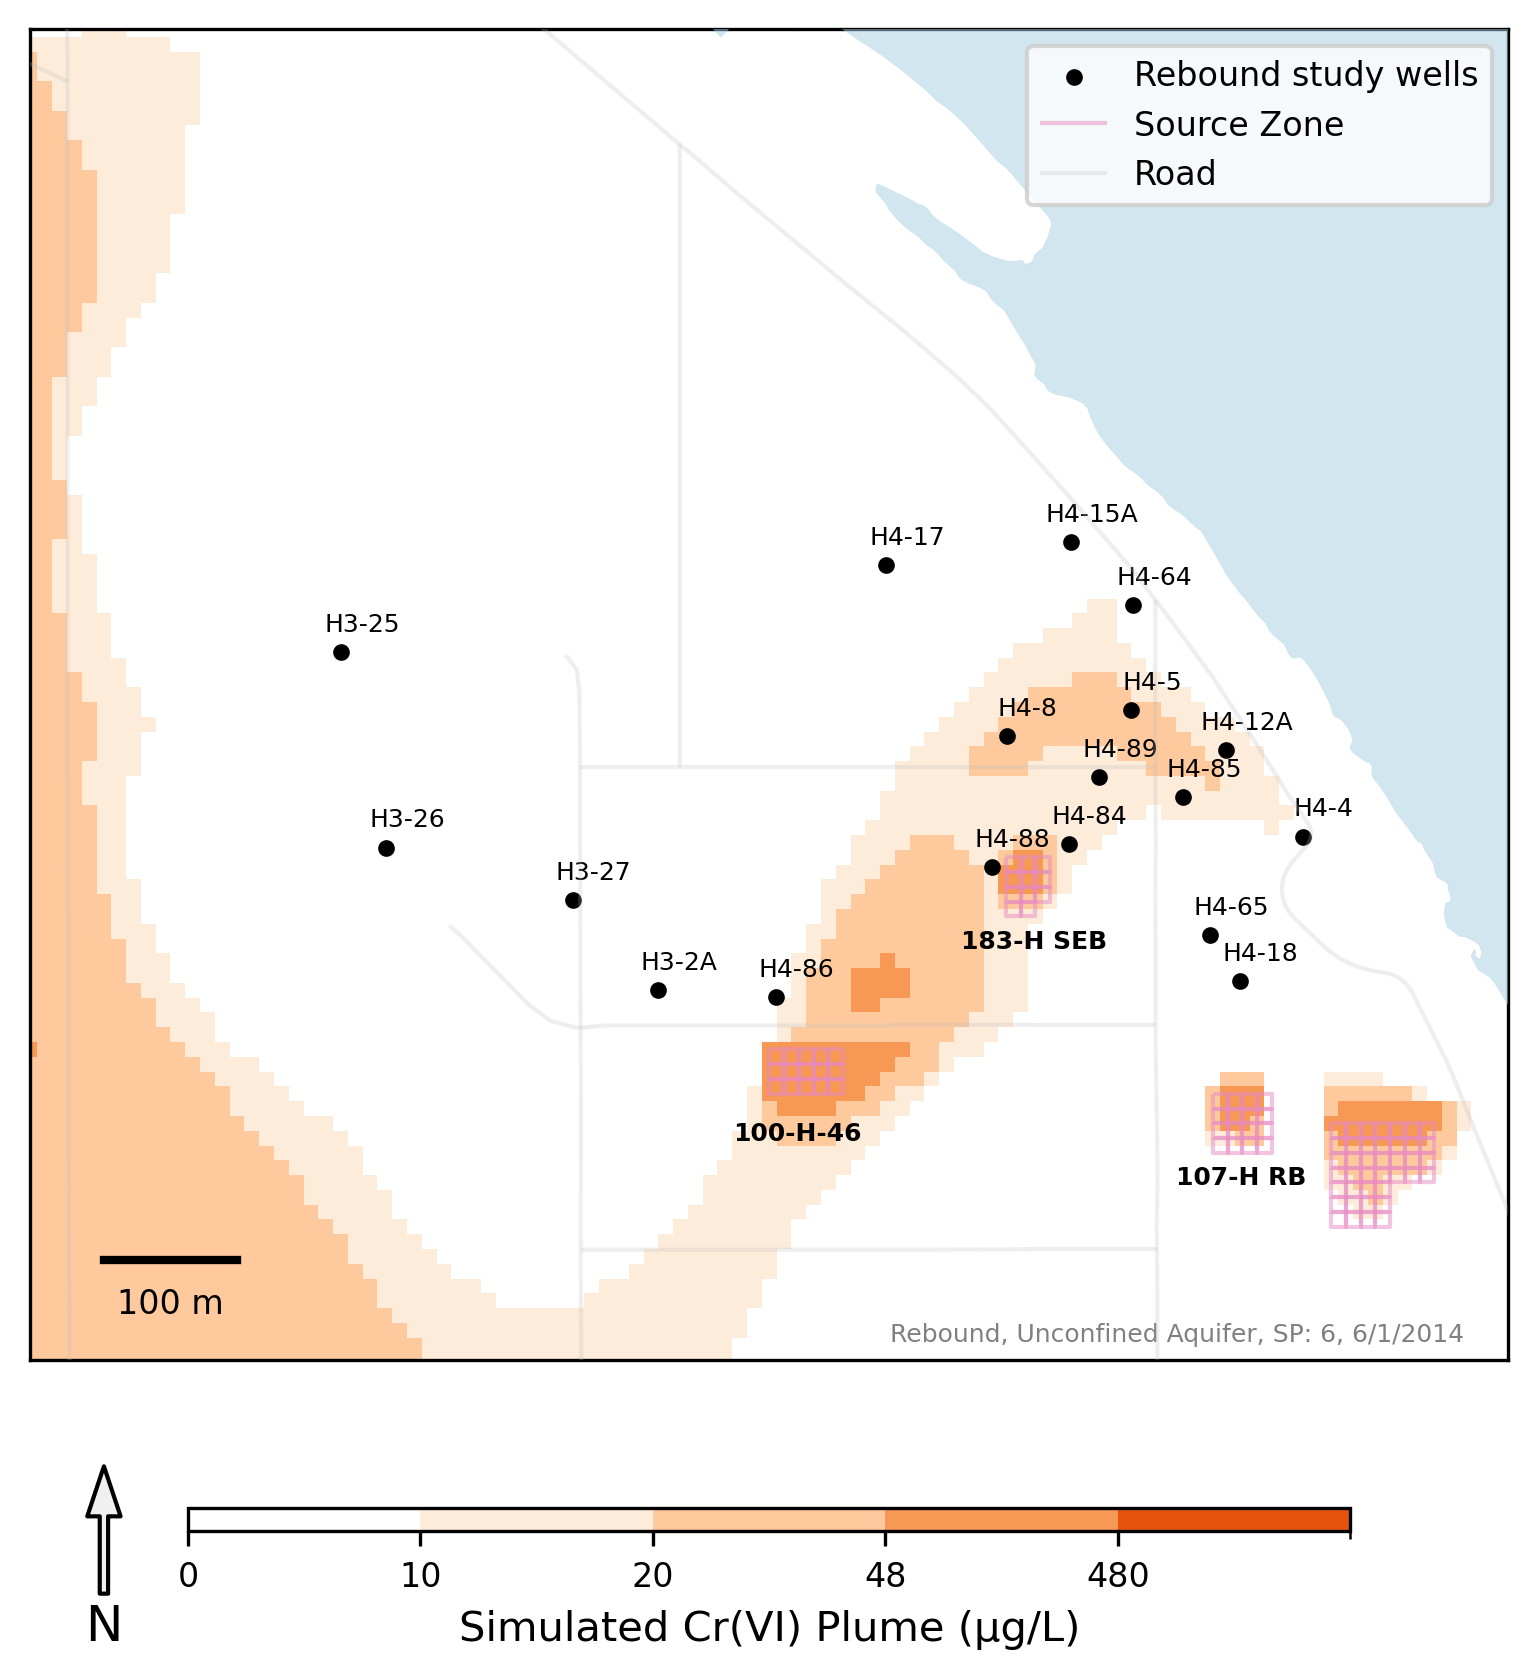 Rebound study wells
Source Zone
Road
H4-15A
H4-17
H4-64
H3-25
H4-5
H4-8
H4-12A
H4-89
H4-85
H4-4
H4-84
H3-26
H4-88
H3-27
H4-65
183-H SEB
H4-18
H3-2A
H4-86
100-H-46
107-H RB
100 m
Rebound, Unconfined Aquifer, SP: 6, 6/1/2014
0 10 20 48 480
N
Simulated Cr(VI) Plume (μg/L)